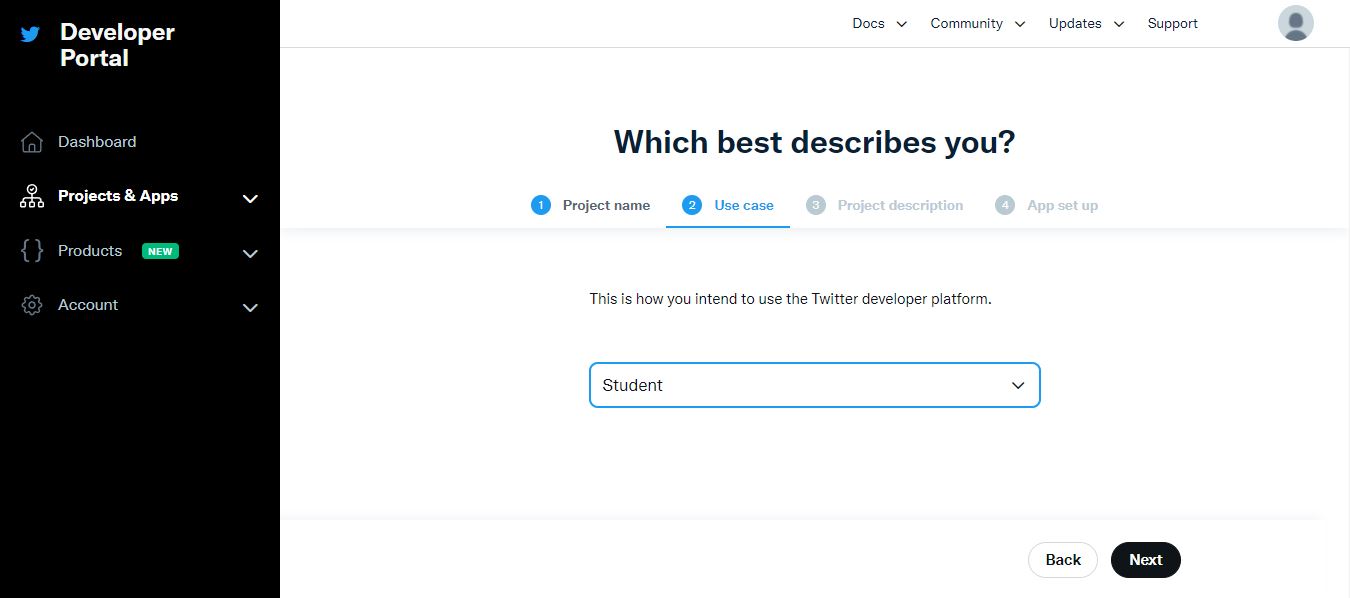 Developer
Portal
Docs Community Updates Support
Dashboard
Projects & Apps
Products NEW
Account
Which best describes you?
1 Project name 2 Use case 3 Project description 4 App set up
This is how you intend to use the Twitter developer platform.
Student
Back Next